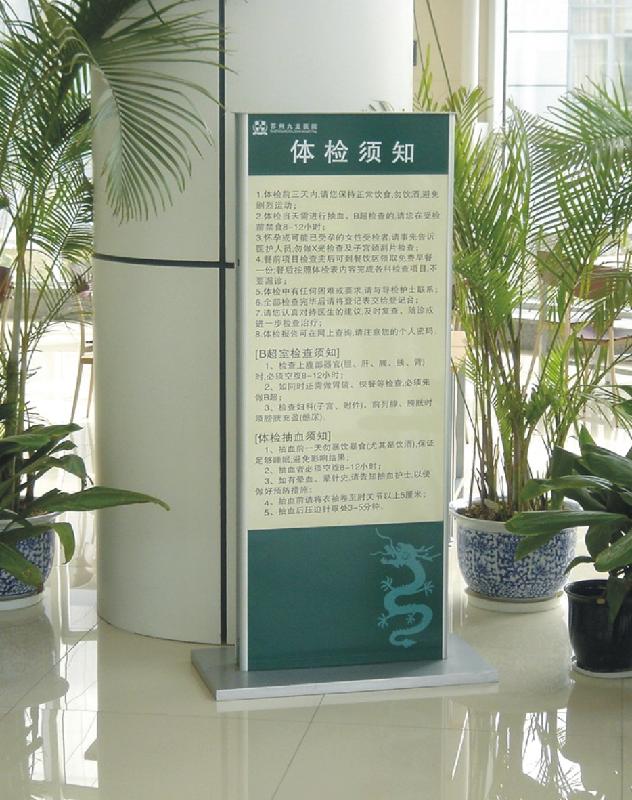 苏州九龙医院
体检须知
1.体检前三天内,请您保持正常饮食,勿饮酒,避免
剧烈运动;
2.体检当天需进行抽血、B超检查的,请您在受检
前禁食8-12小时;
3.怀孕或可能已受孕的女性受检者,请事先告诉
医护人员,勿做X光检查及子宫颈刮片检查;
4.餐前项目检查完后可到餐饮区领取免费早餐
一份;餐后按照体检表内容完成各科检查项目,不
要漏诊;
5.体检中有任何困难或要求,请与导检护士联系;
6.全部检查完毕后请将登记表交给登记台;
7.请您认真对待医生的建议,及时复查、随诊或
进一步检查治疗;
8.体检报告可在网上查询,请注意您的个人密码.
[B超室检查须知]
1、检查上腹部器官(胆、肝、脾、胰、肾)
时,必须空腹8-12小时;
2、如同时还需做胃镜、钡餐等检查,必须先
做B超;
3、检查妇科(子宫、附件)、前列腺、膀胱时
须膀胱充盈(憋尿).
[体检抽血须知]
1、抽血前一天勿暴饮暴食(尤其是饮酒),保证
足够睡眠,避免影响结果;
2、抽血者必须空腹8-12小时;
3、如有晕血、晕针史,请告知抽血护士,以便
做好预防措施;
4、抽血前请将衣袖卷至肘关节以上5厘米;
5、抽血后压迫针眼处3-5分钟.